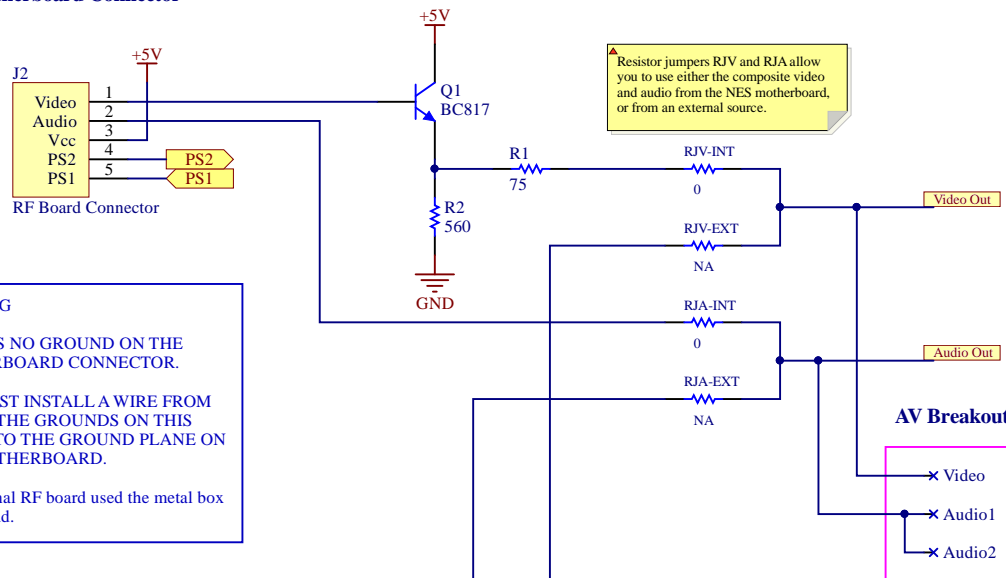 +5V
J2
+5V
Video 1
Audio 2
Vcc 3
PS2 4 PS2
PS1 5 PS1
RF Board Connector
Q1
BC817
Resistor jumpers RJV and RJA allow
you to use either the composite video
and audio from the NES motherboard,
or from an external source.
R1
75
R2
560
GND
RJV-INT
0
RJV-EXT
NA
RJA-INT
0
RJA-EXT
NA
Video Out
Audio Out
NO GROUND ON THE
CONNECTOR.
INSTALL A WIRE FROM
THE GROUNDS ON THIS
TO THE GROUND PLANE ON
RF board used the metal box
AV Breakout
Video
Audio1
Audio2